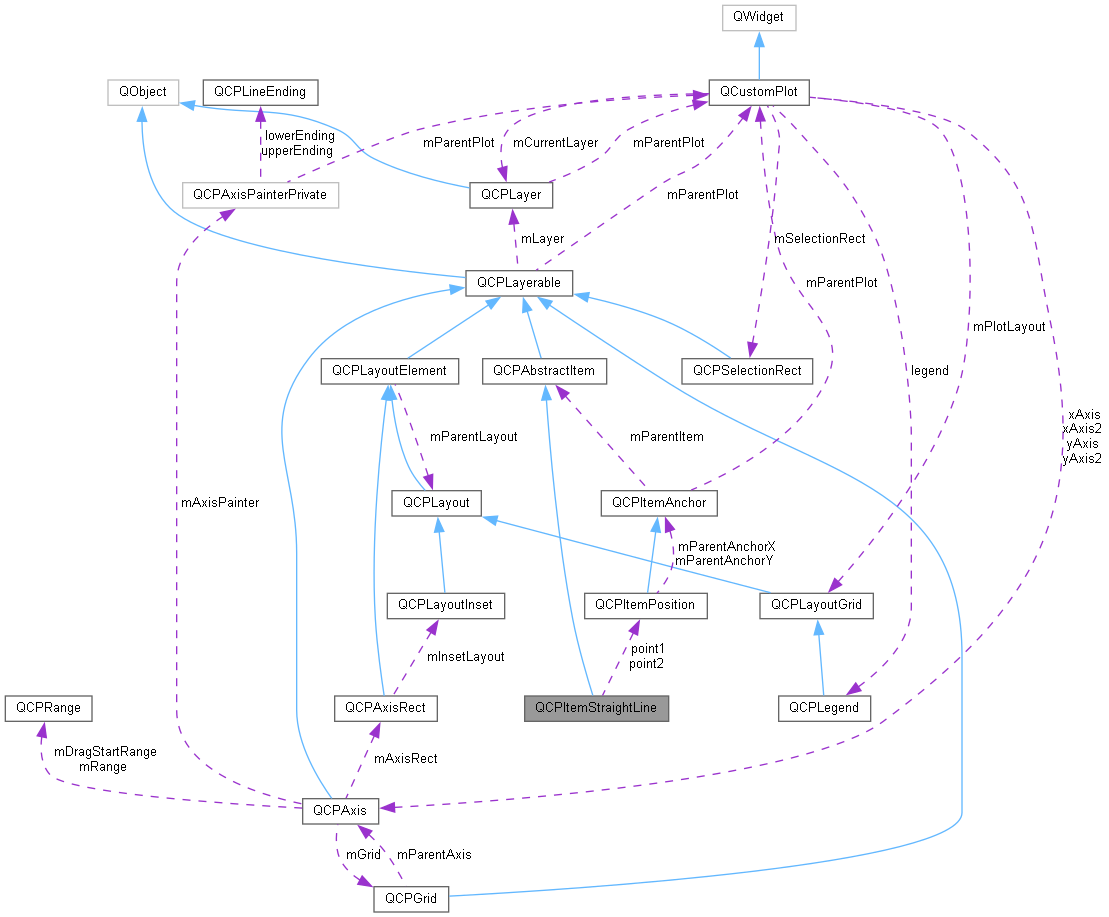 QWidget
QObject
QCPLineEnding
QCustomPlot
lowerEnding
upperEnding
mParentPlot
mCurrentLayer
mParentPlot
QCPAxisPainterPrivate
QCPLayer
mParentPlot
mLayer
mSelectionRect
QCPLayerable
mParentPlot
mPlotLayout
QCPLayoutElement
QCPAbstractItem
QCPSelectionRect
legend
xAxis
xAxis2
yAxis
yAxis2
mParentLayout
mParentItem
mAxisPainter
QCPLayout
QCPItemAnchor
mParentAnchorX
mParentAnchorY
QCPLayoutInset
QCPItemPosition
QCPLayoutGrid
mInsetLayout
point1
point2
QCPRange
QCPAxisRect
QCPItemStraightLine
QCPLegend
mDragStartRange
mRange
mAxisRect
QCPAxis
mGrid
mParentAxis
QCPGrid